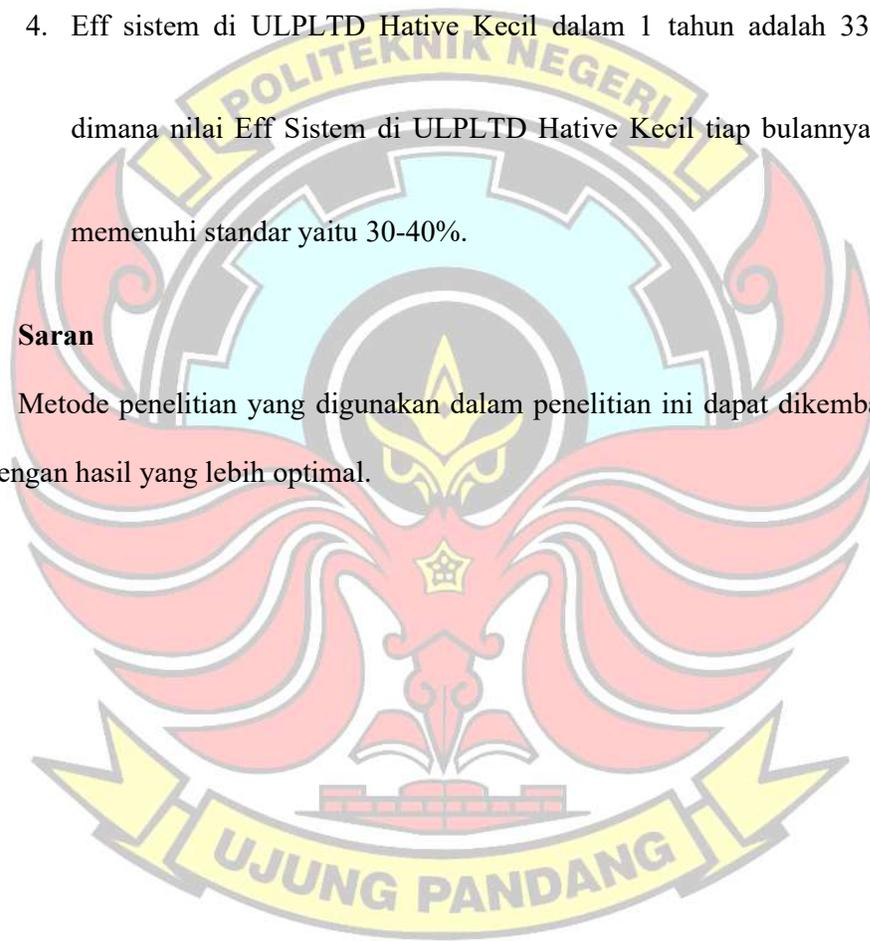 4. Eff sistem di ULPLTD Hative Kecil dalam 1 tahun adalah 33
dimana nilai Eff Sistem di ULPLTD Hative Kecil tiap bulannya
memenuhi standar yaitu 30-40%.
Saran
Metode penelitian yang digunakan dalam penelitian ini dapat dikemba
engan hasil yang lebih optimal.
POLITEKNIK NEGERI
UJUNG PANDANG